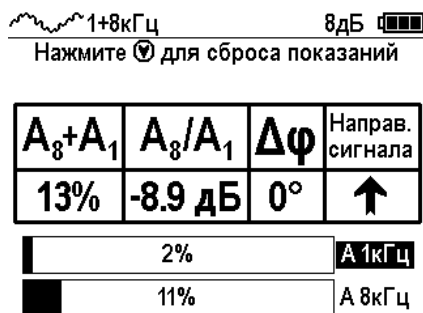 1+8кГц 8дБ
Нажмите Ⓥ для сброса показаний
A₈+A₁ A₈/A₁ Δφ Направ. сигнала
13% -8.9 дБ 0° ↑
2% А 1кГц
11% А 8кГц